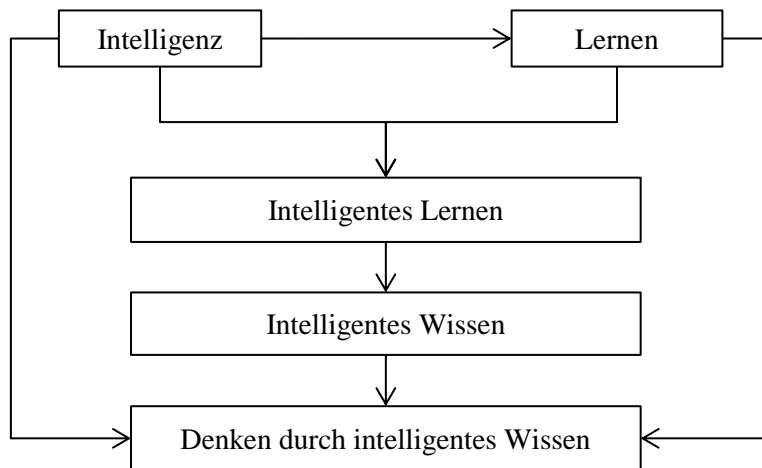 Intelligenz
Lernen
Intelligentes Lernen
Intelligentes Wissen
Denken durch intelligentes Wissen